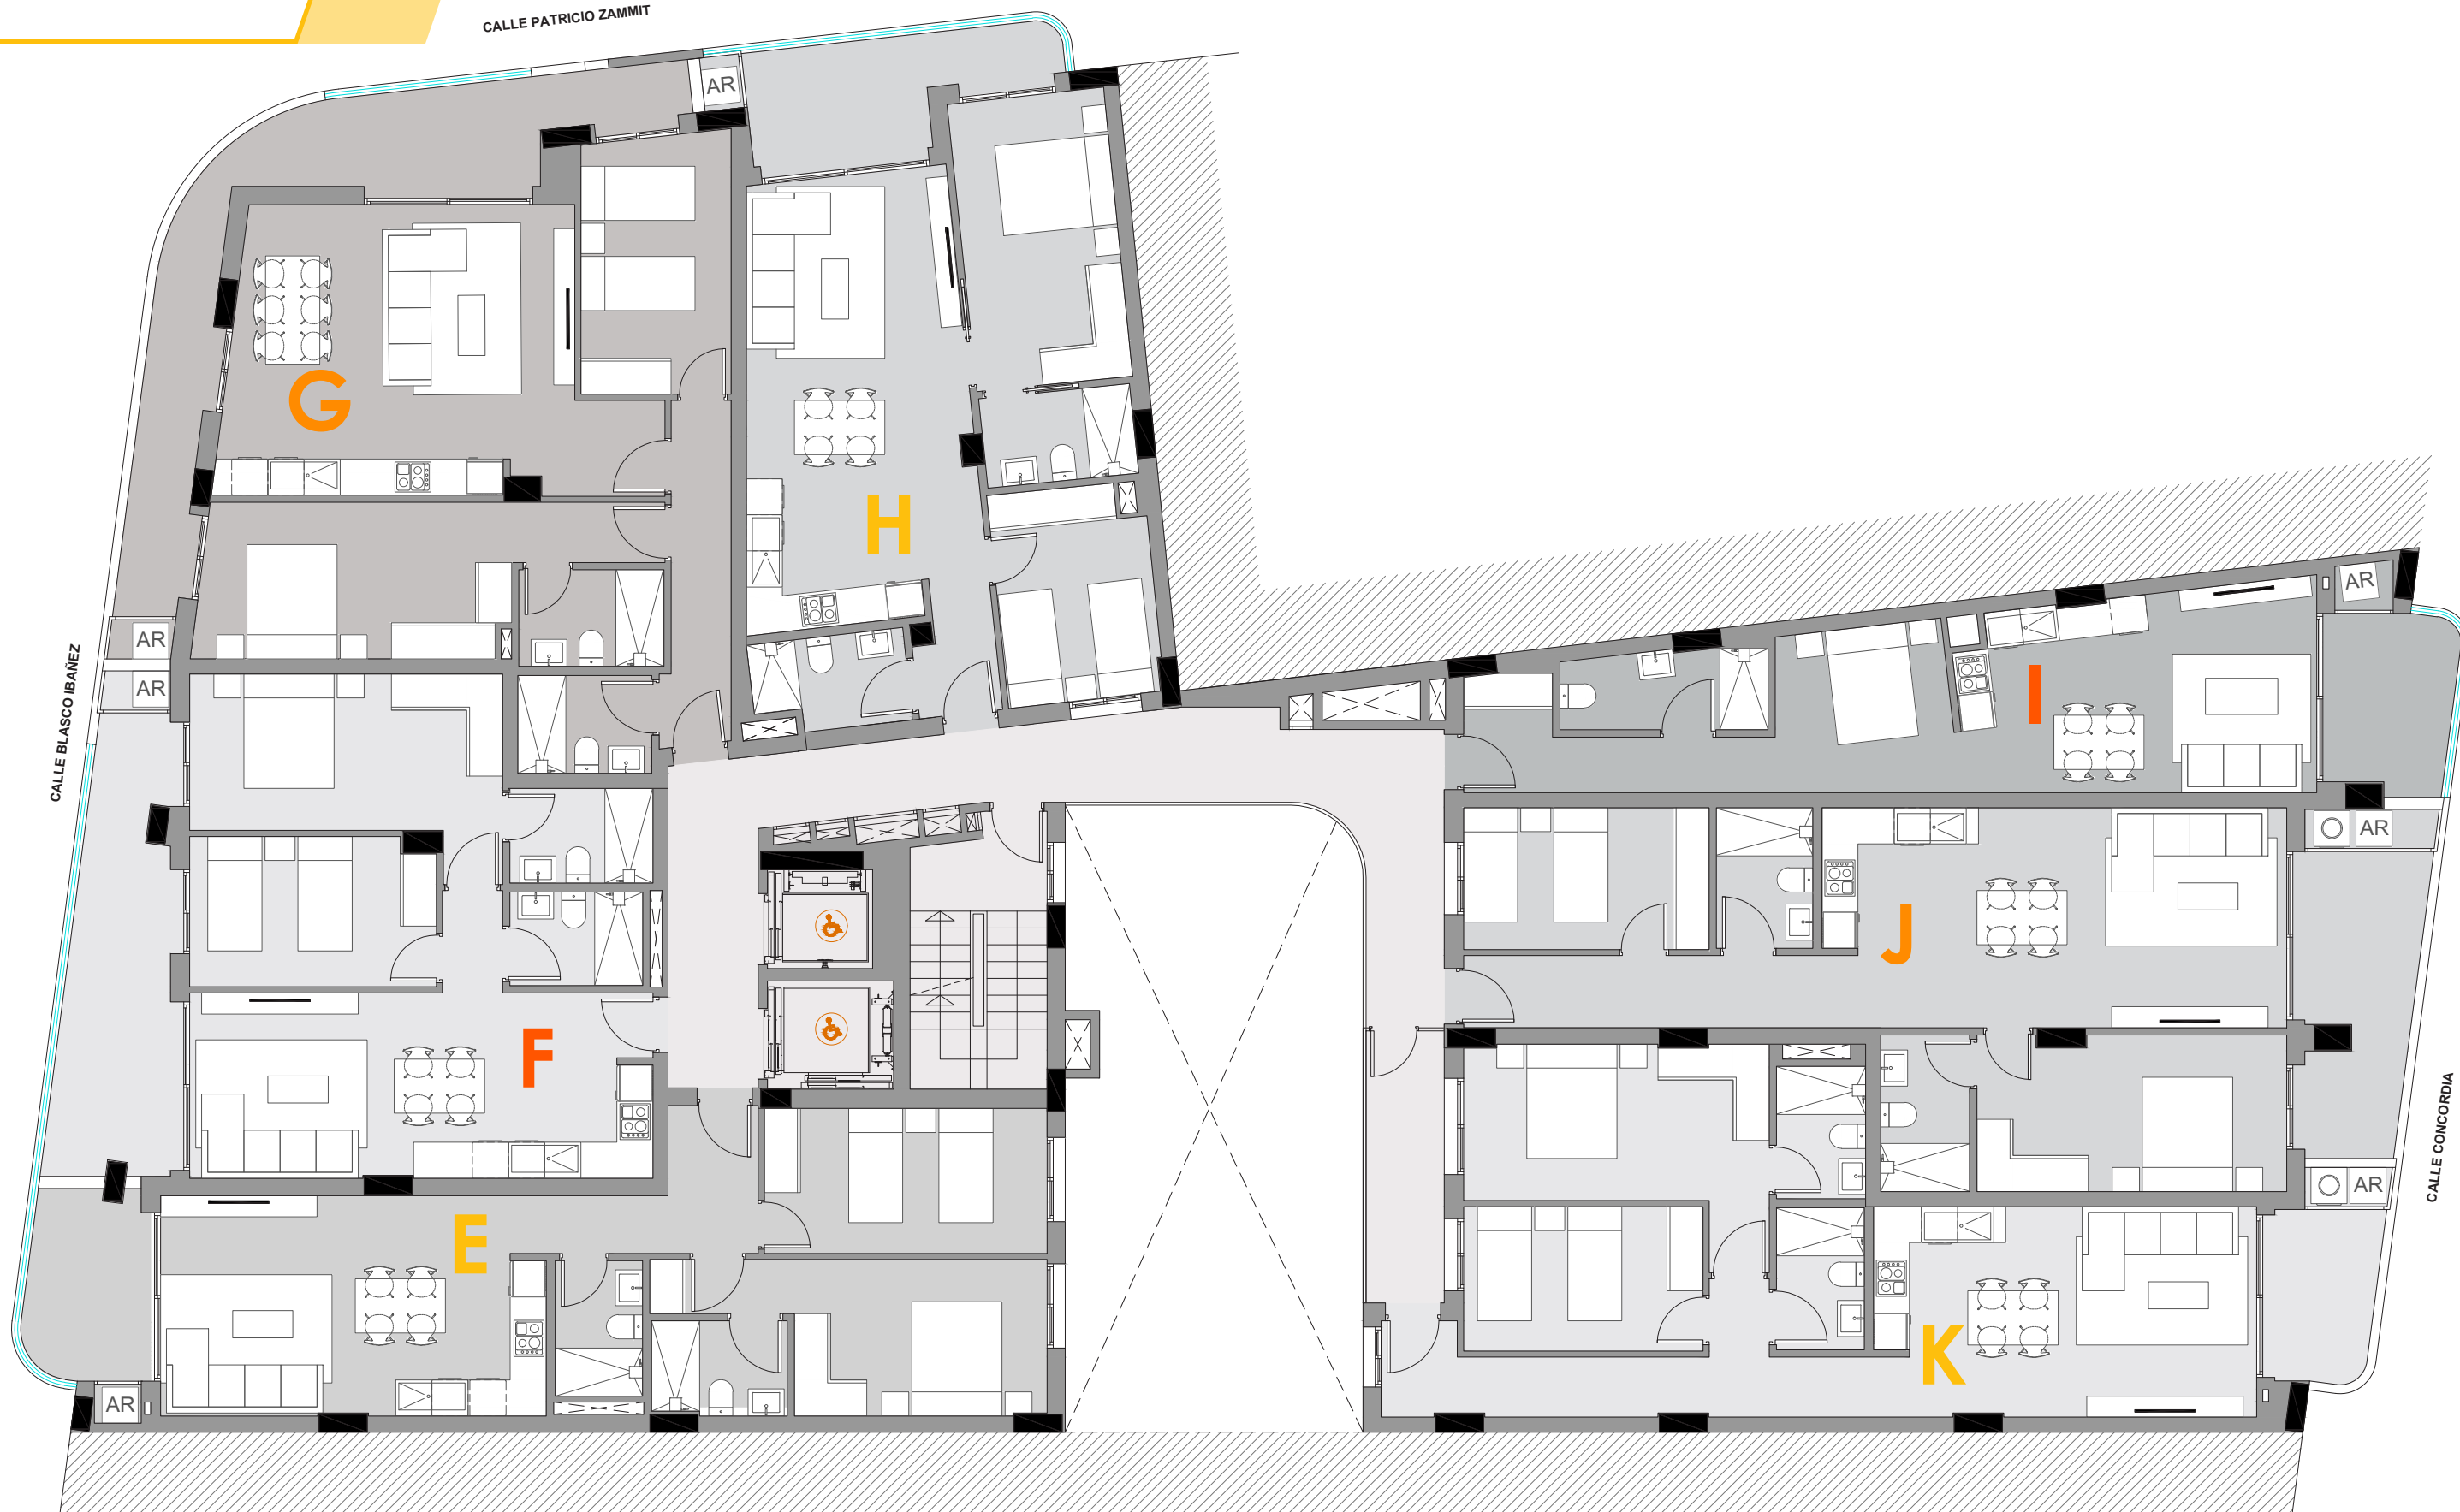 CALLE PATRICIO ZAMMIT
AR
G
H
AR
I
AR
AR
CALLE BLASCO IBAÑEZ
AR
J
F
CALLE CONCORDIA
AR
E
K
AR